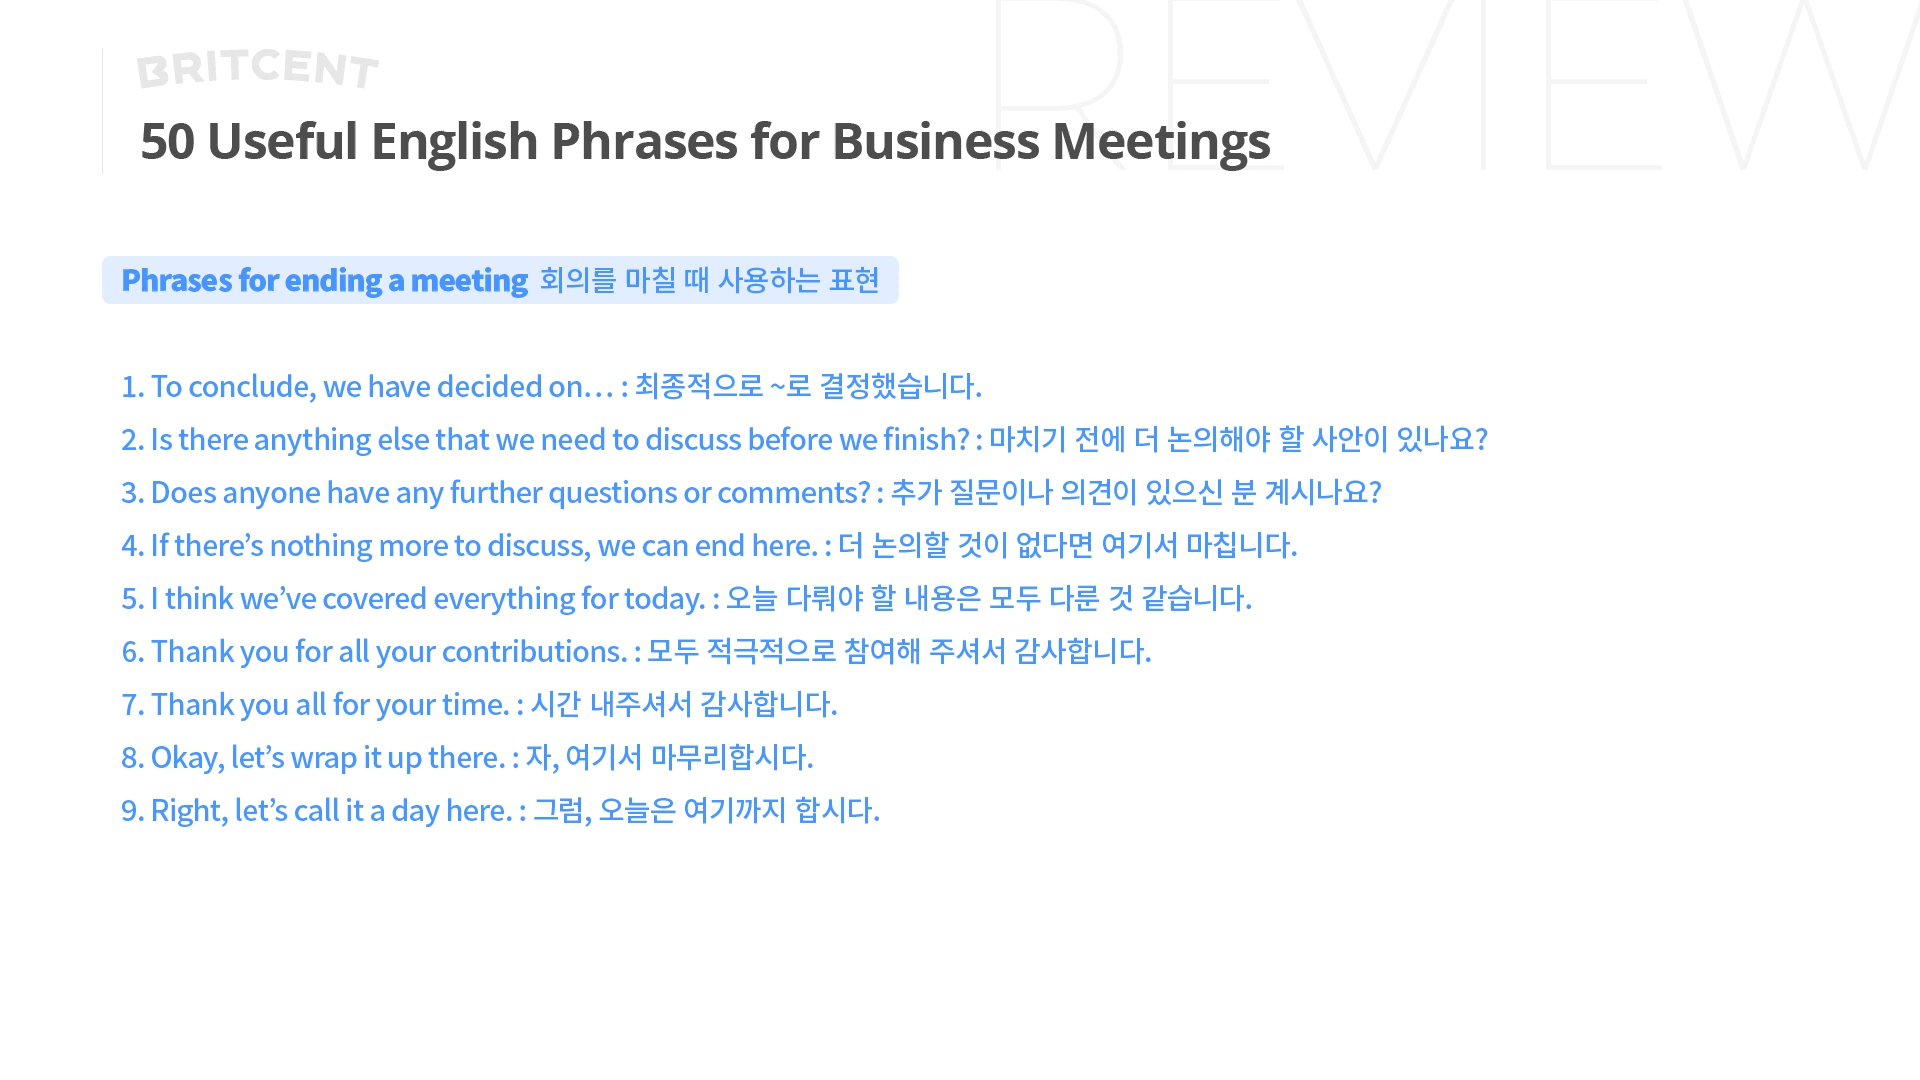 REVIEW
BRITCENT
50 Useful English Phrases for Business Meetings
Phrases for ending a meeting 회의를 마칠 때 사용하는 표현
1. To conclude, we have decided on… : 최종적으로 ~로 결정했습니다.
2. Is there anything else that we need to discuss before we finish? : 마치기 전에 더 논의해야 할 사안이 있나요?
3. Does anyone have any further questions or comments? : 추가 질문이나 의견이 있으신 분 계시나요?
4. If there’s nothing more to discuss, we can end here. : 더 논의할 것이 없다면 여기서 마칩니다.
5. I think we’ve covered everything for today. : 오늘 다뤄야 할 내용은 모두 다룬 것 같습니다.
6. Thank you for all your contributions. : 모두 적극적으로 참여해 주셔서 감사합니다.
7. Thank you all for your time. : 시간 내주셔서 감사합니다.
8. Okay, let’s wrap it up there. : 자, 여기서 마무리합시다.
9. Right, let’s call it a day here. : 그럼, 오늘은 여기까지 합시다.